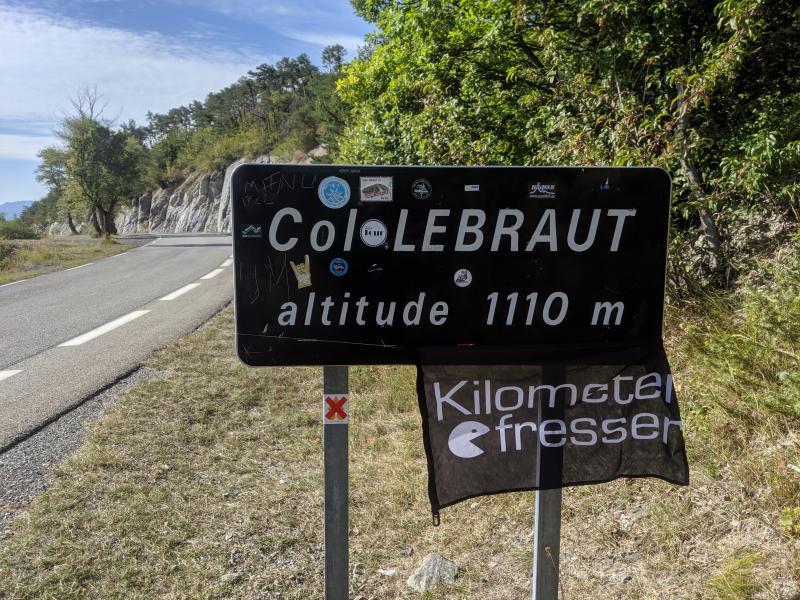 Col LEBRAUT
altitude 1110 m
Kilometer
fresser